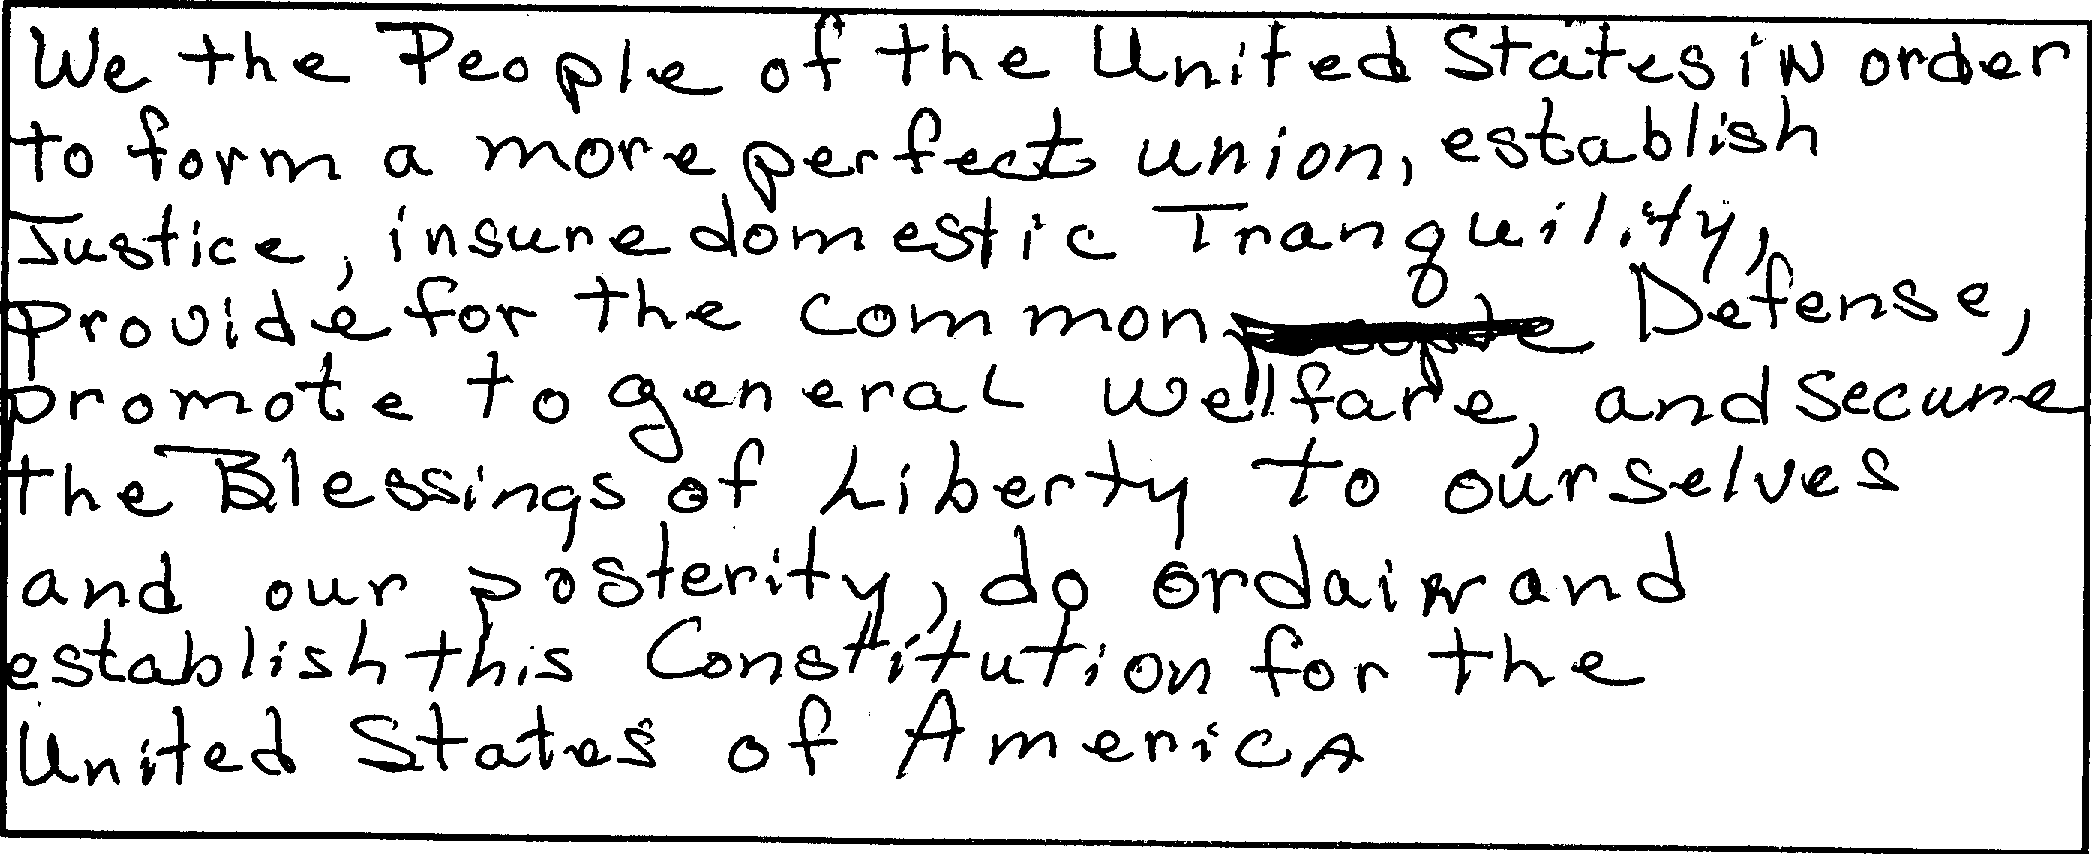 We the People of the United States in order
to form a more perfect union, establish
Justice, insure domestic Tranquility,
provide for the common Defense,
promote to general welfare, and secure
the Blessings of Liberty to ourselves
and our posterity, do ordain and
establish this Constitution for the
United States of America